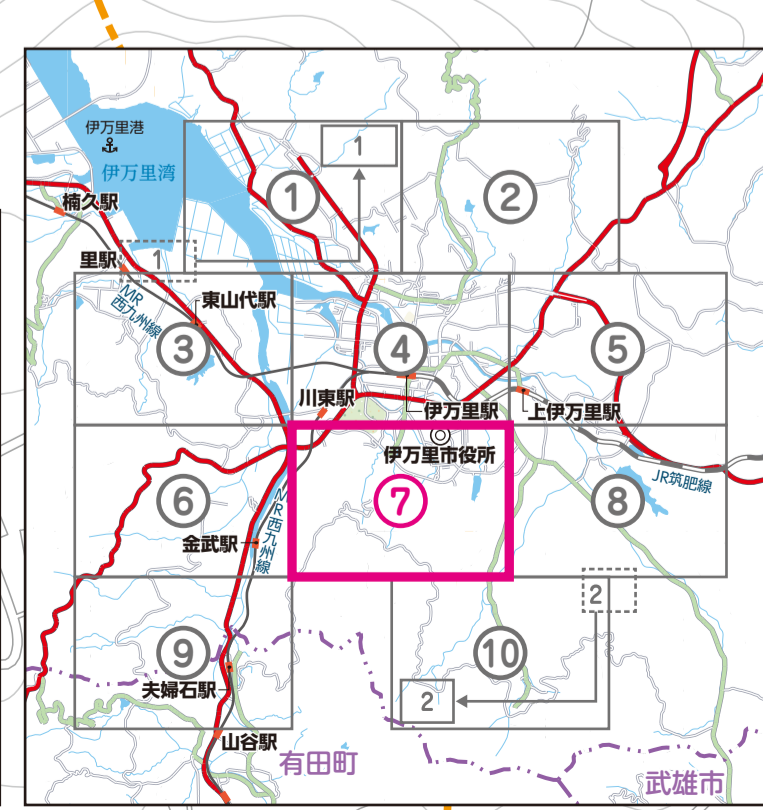 伊万里港
伊万里湾
1
①
②
楠久駅
里駅
1
MR
西九州線
東山代駅
③
④
⑤
川東駅
伊万里駅
上伊万里駅
伊万里市役所
⑥
⑦
⑧
JR筑肥線
MR西九州線
金武駅
2
⑨
⑩
夫婦石駅
2
山谷駅
有田町
武雄市